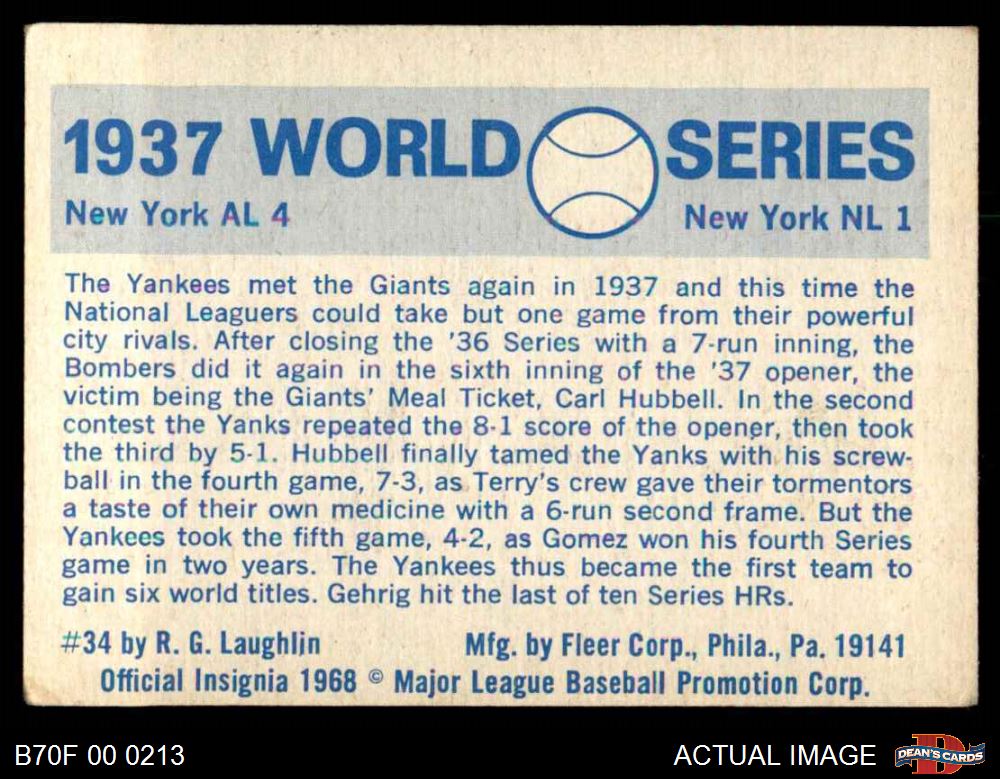 1937 WORLD SERIES
New York AL 4 New York NL 1
The Yankees met the Giants again in 1937 and this time the
National Leaguers could take but one game from their powerful
city rivals. After closing the '36 Series with a 7-run inning, the
Bombers did it again in the sixth inning of the '37 opener, the
victim being the Giants' Meal Ticket, Carl Hubbell. In the second
contest the Yanks repeated the 8-1 score of the opener, then took
the third by 5-1. Hubbell finally tamed the Yanks with his screw-
ball in the fourth game, 7-3, as Terry's crew gave their tormentors
a taste of their own medicine with a 6-run second frame. But the
Yankees took the fifth game, 4-2, as Gomez won his fourth Series
game in two years. The Yankees thus became the first team to
gain six world titles. Gehrig hit the last of ten Series HRs.
#34 by R. G. Laughlin Mfg. by Fleer Corp., Phila., Pa. 19141
Official Insignia 1968 © Major League Baseball Promotion Corp.
B70F 00 0213 ACTUAL IMAGE D DEAN'S CARDS